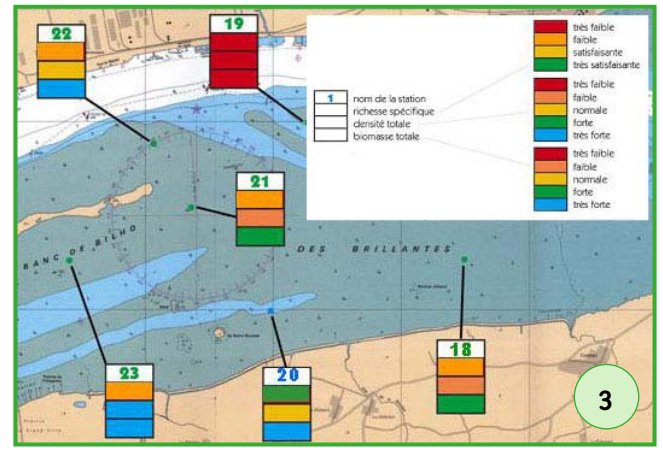 22
19
très faible
faible
satisfaisante
très satisfaisante
1 nom de la station
richesse spécifique
densité totale
biomasse totale
très faible
faible
normale
forte
très forte
très faible
faible
normale
forte
très forte
21
BANC DE BILHO
DES BRILLANTES
23
20
18
3